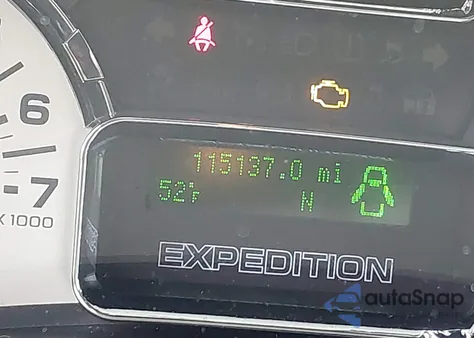 6
7
X 1000
115137.0 mi
52°F
N
EXPEDITION
autoSnap